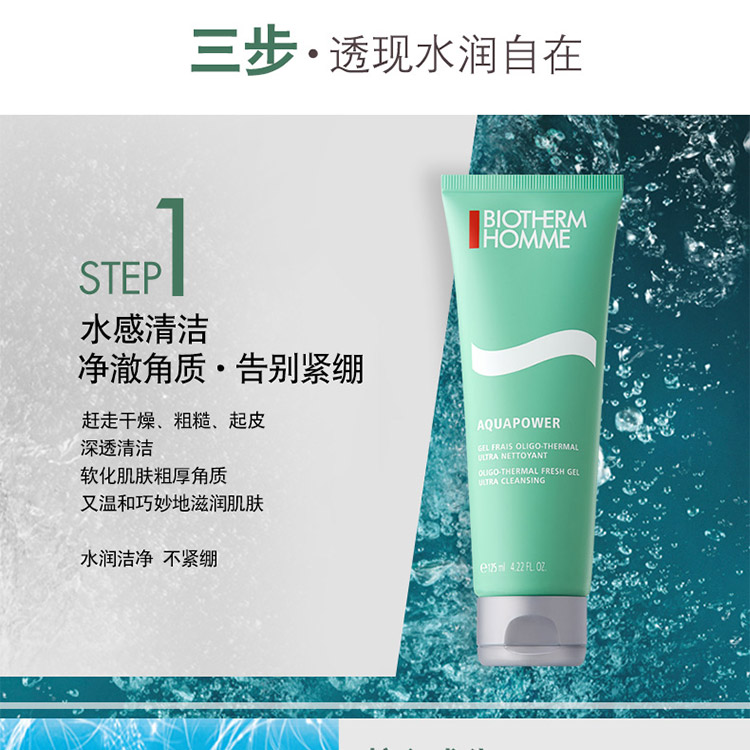 三步·透现水润自在
STEP1
水感清洁
净澈角质·告别紧绷
赶走干燥、粗糙、起皮
深透清洁
软化肌肤粗厚角质
又温和巧妙地滋润肌肤
水润洁净 不紧绷
BIOTHERM
HOMME
AQUAPOWER
GEL FRAIS OLIGO-THERMAL
ULTRA NETTOYANT
OLIGO-THERMAL FRESH GEL
ULTRA CLEANSING
℮125 ml 4.22 FL. OZ.